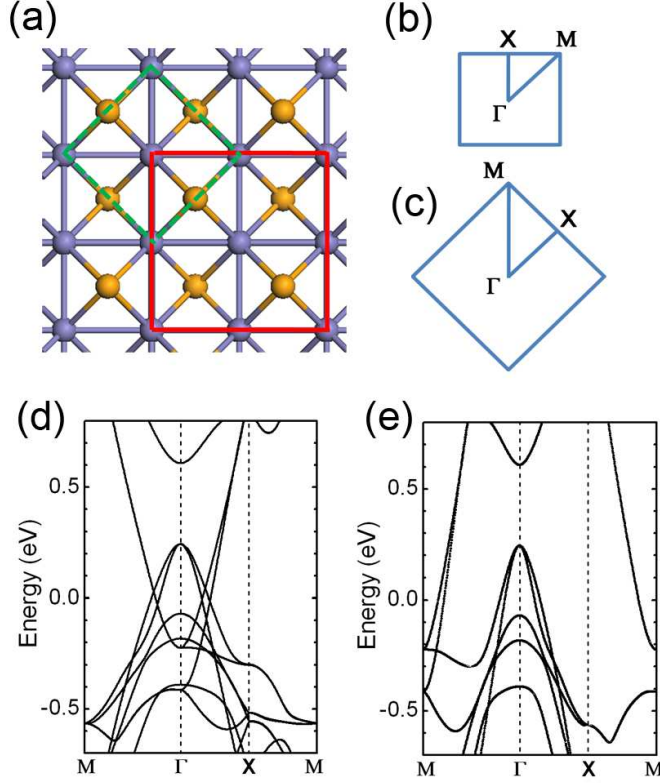 (a)
(b)
X M
Γ
(c)
M
X
Γ
(d)
0.5
0.0
-0.5
Energy (eV)
M Γ X M
(e)
0.5
0.0
-0.5
Energy (eV)
M Γ X M